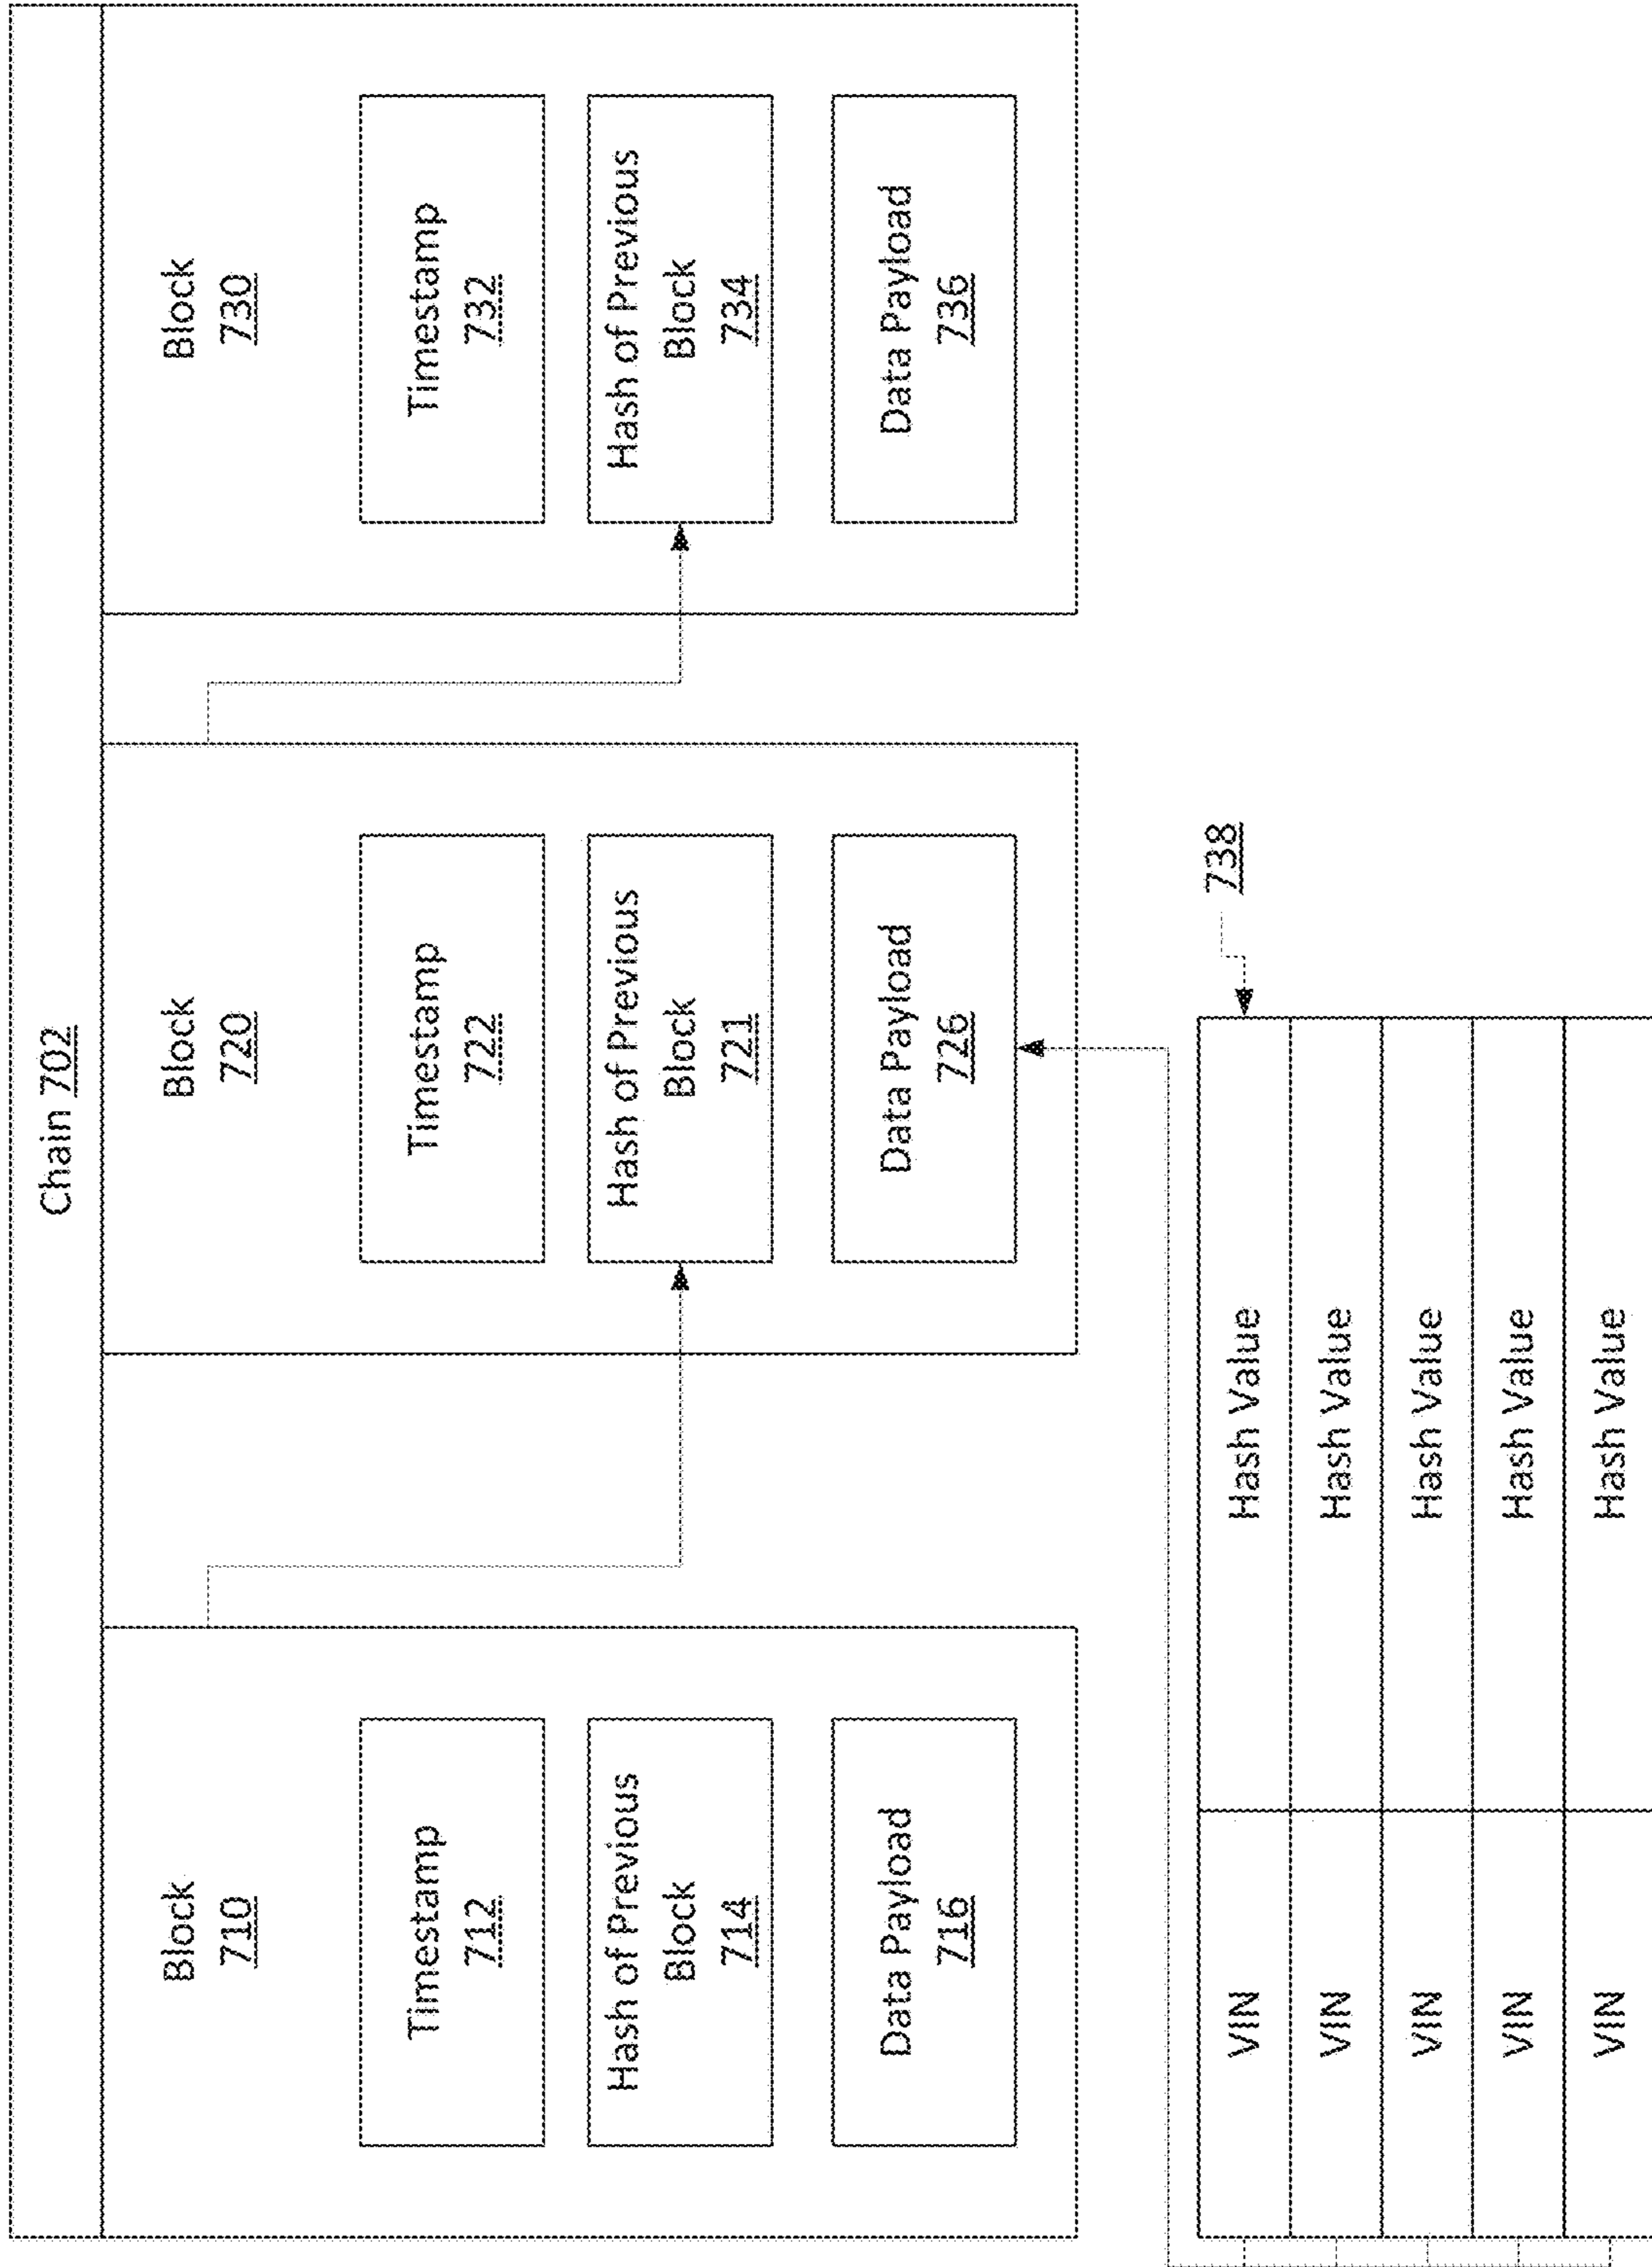 Chain 702
Block
710
Timestamp
712
Hash of Previous
Block
714
Data Payload
716
Block
720
Timestamp
722
Hash of Previous
Block
721
Data Payload
726
Block
730
Timestamp
732
Hash of Previous
Block
734
Data Payload
736
738
VIN Hash Value
VIN Hash Value
VIN Hash Value
VIN Hash Value
VIN Hash Value